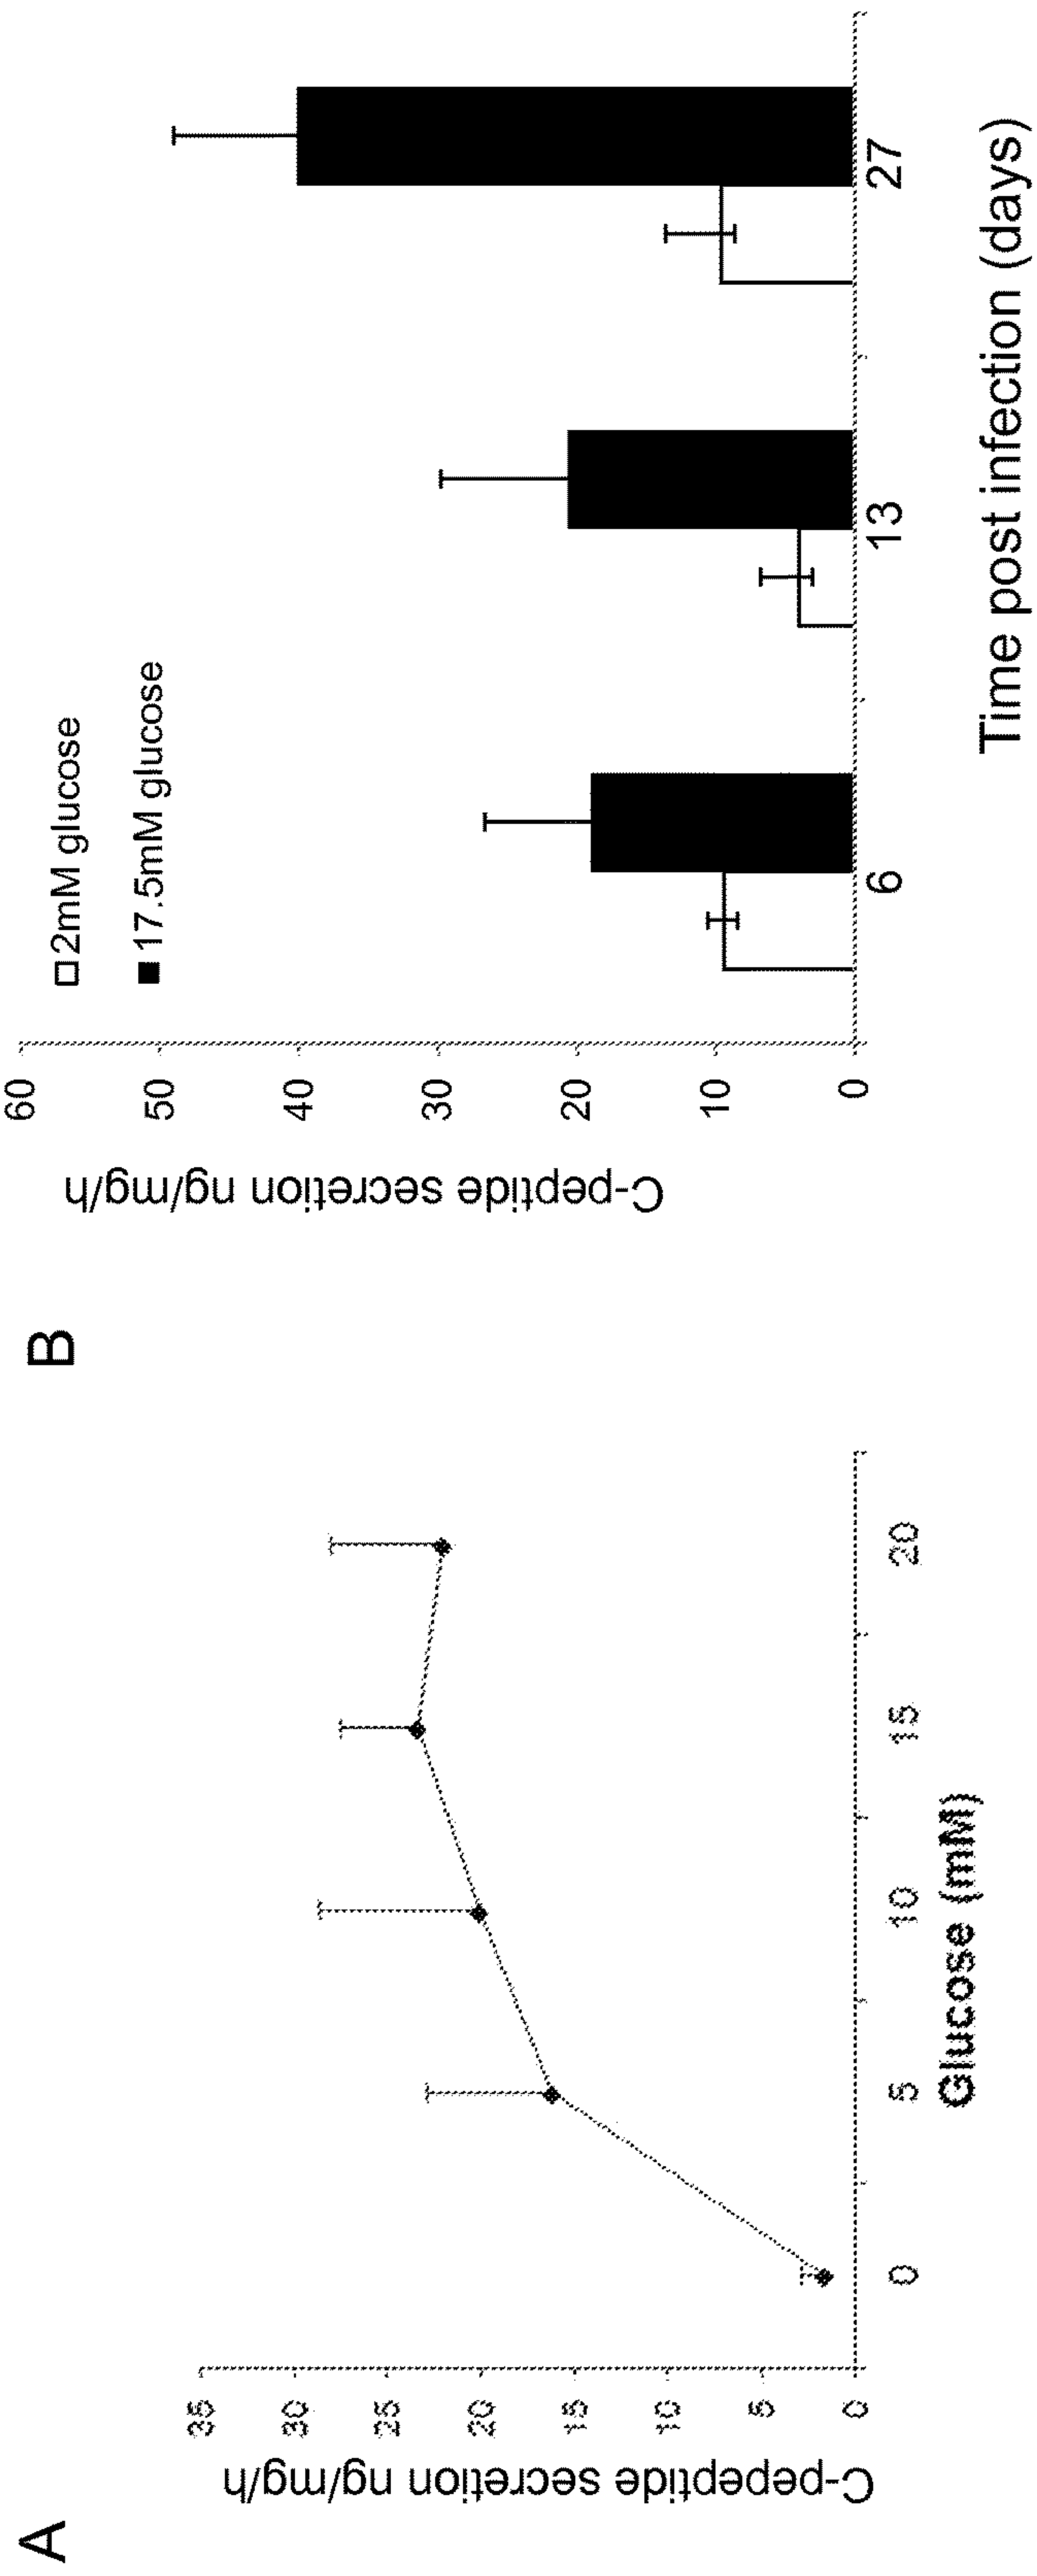 A
C-pepeptide secretion ng/mg/h
35
30
25
20
15
10
5
0
0
5
10
15
20
Glucose (mM)
B
C-peptide secretion ng/mg/h
60
50
40
30
20
10
0
2mM glucose
17.5mM glucose
6
13
27
Time post infection (days)